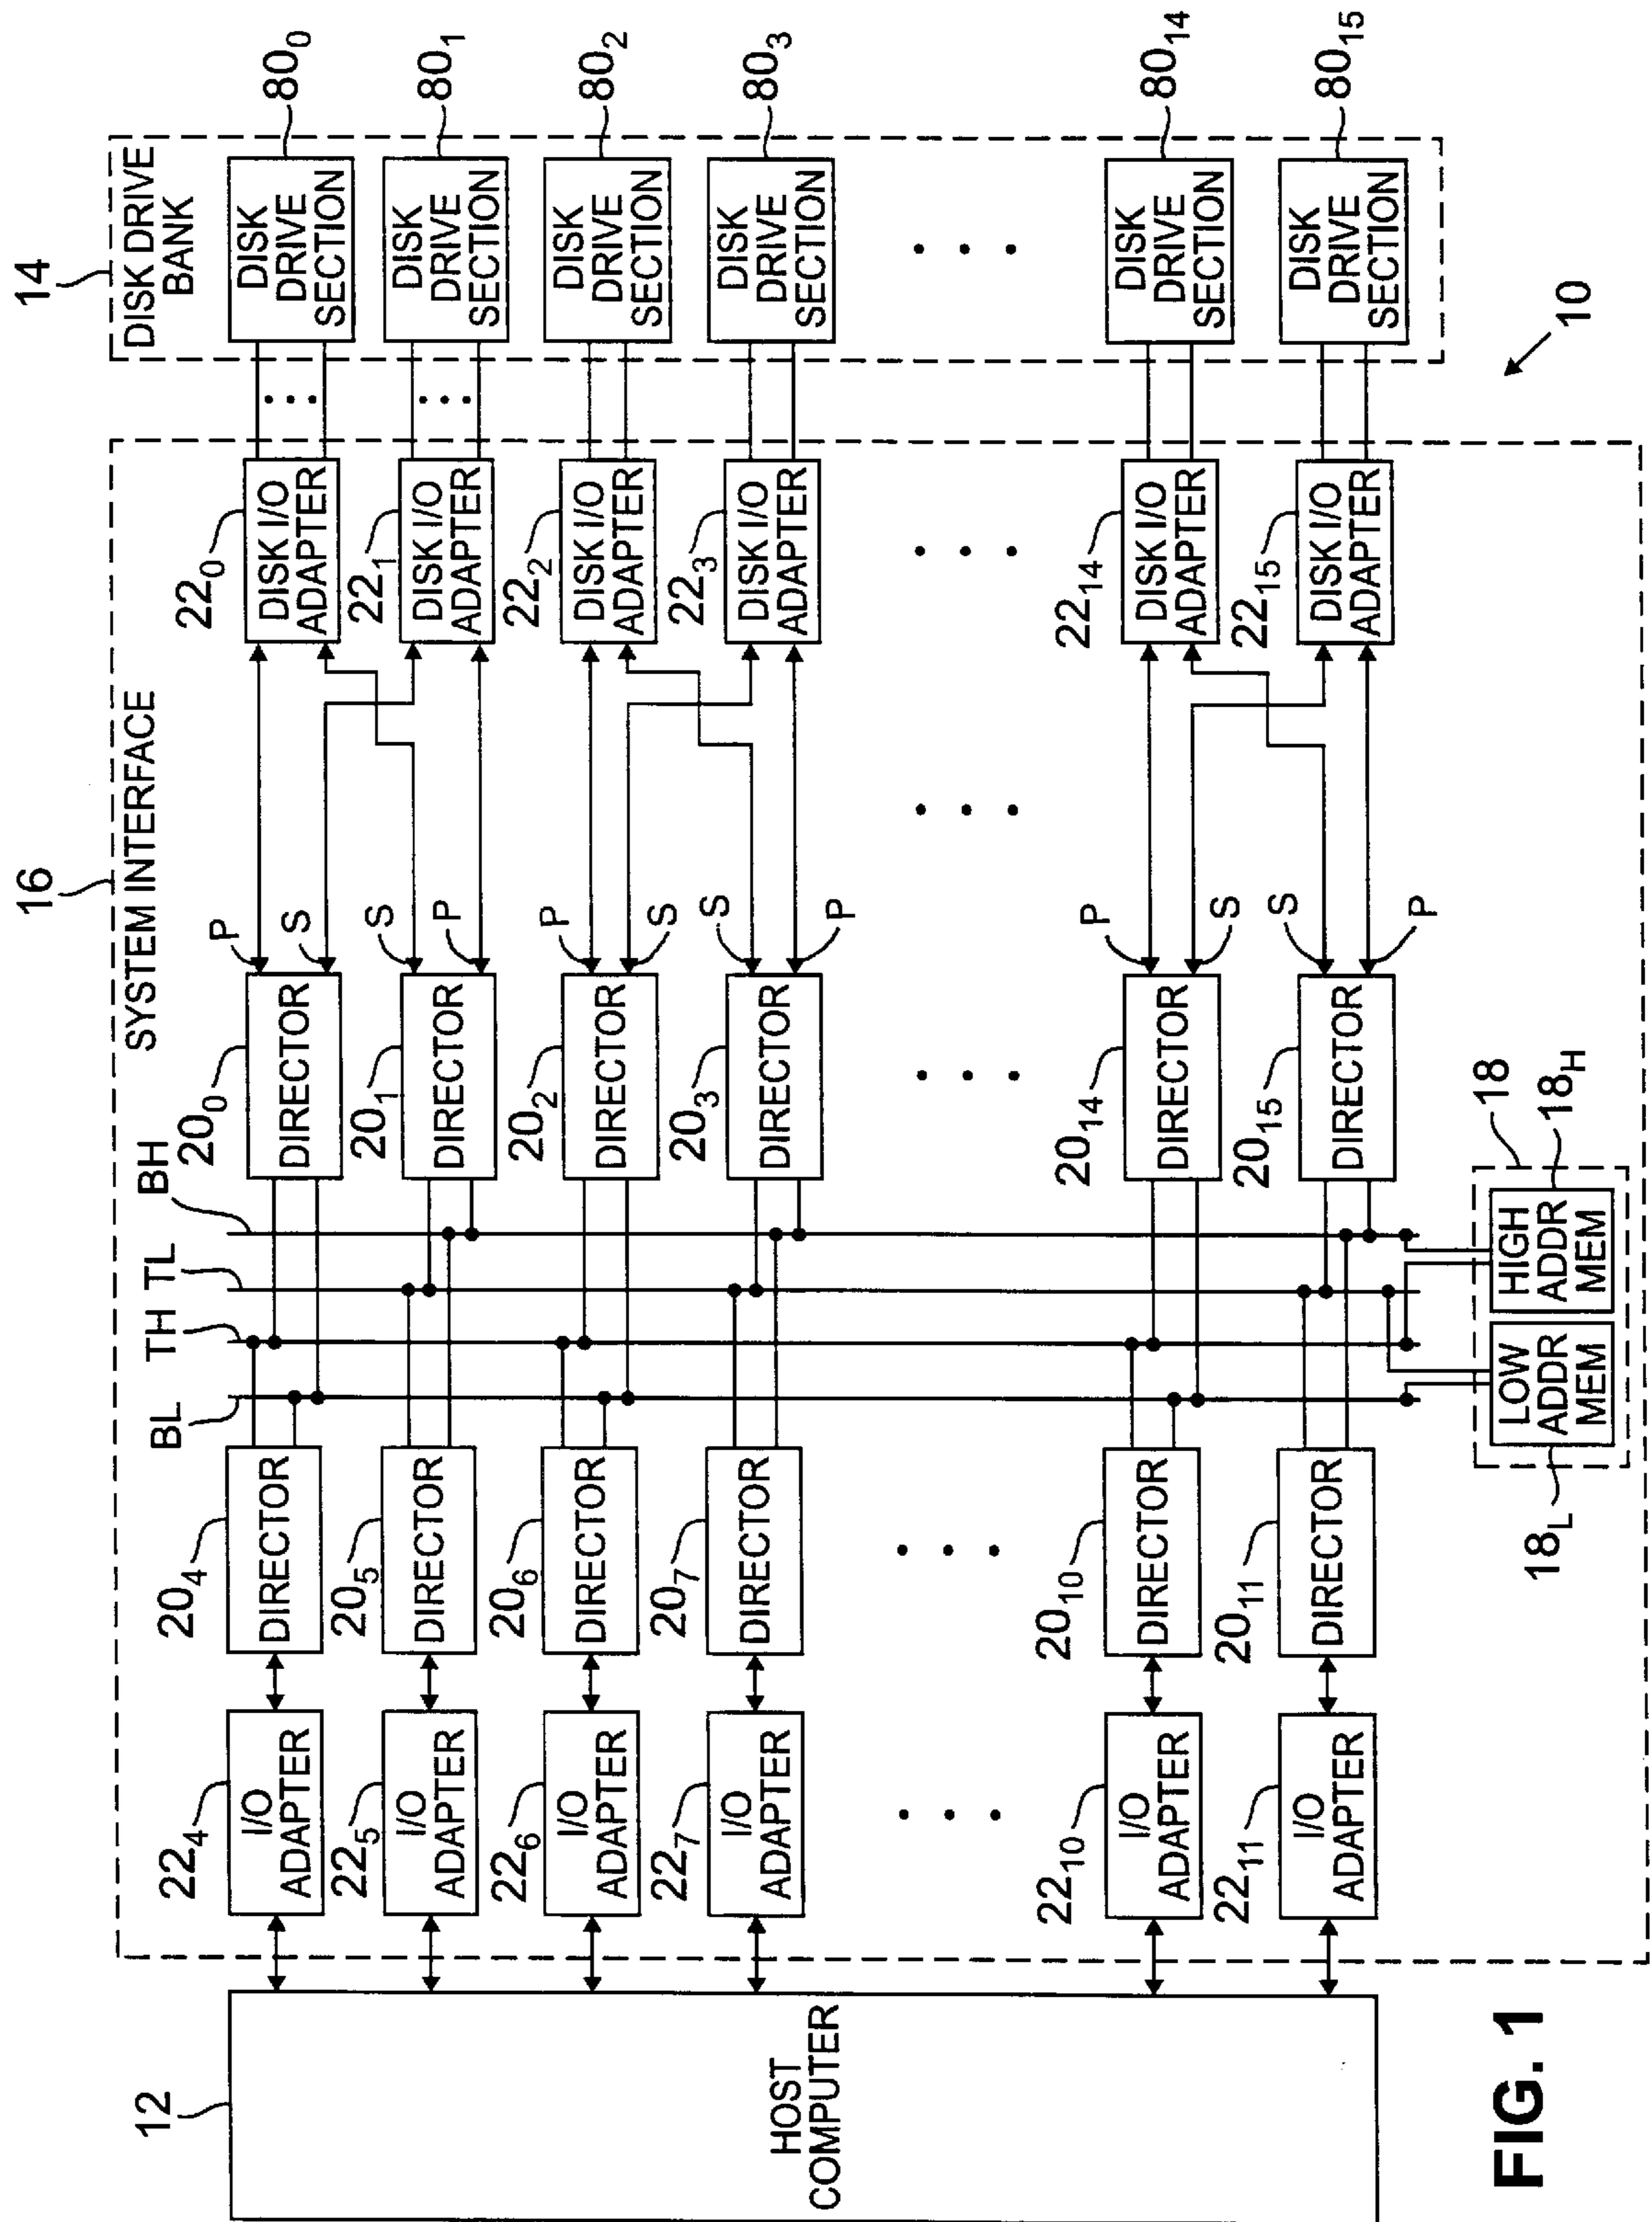 12
HOST
COMPUTER
16
SYSTEM INTERFACE
14
DISK DRIVE
BANK
BL
TH
TL
BH
22₄
I/O
ADAPTER
20₄
DIRECTOR
20₀
DIRECTOR
P
S
22₀
DISK I/O
ADAPTER
DISK
DRIVE
SECTION
80₀
22₅
I/O
ADAPTER
20₅
DIRECTOR
20₁
DIRECTOR
S
P
22₁
DISK I/O
ADAPTER
DISK
DRIVE
SECTION
80₁
22₆
I/O
ADAPTER
20₆
DIRECTOR
20₂
DIRECTOR
P
S
22₂
DISK I/O
ADAPTER
DISK
DRIVE
SECTION
80₂
22₇
I/O
ADAPTER
20₇
DIRECTOR
20₃
DIRECTOR
S
P
22₃
DISK I/O
ADAPTER
DISK
DRIVE
SECTION
80₃
22₁₀
I/O
ADAPTER
20₁₀
DIRECTOR
20₁₄
DIRECTOR
P
S
22₁₄
DISK I/O
ADAPTER
DISK
DRIVE
SECTION
80₁₄
22₁₁
I/O
ADAPTER
20₁₁
DIRECTOR
20₁₅
DIRECTOR
S
P
22₁₅
DISK I/O
ADAPTER
DISK
DRIVE
SECTION
80₁₅
18L
LOW
ADDR
MEM
HIGH
ADDR
MEM
18
18H
10
FIG. 1